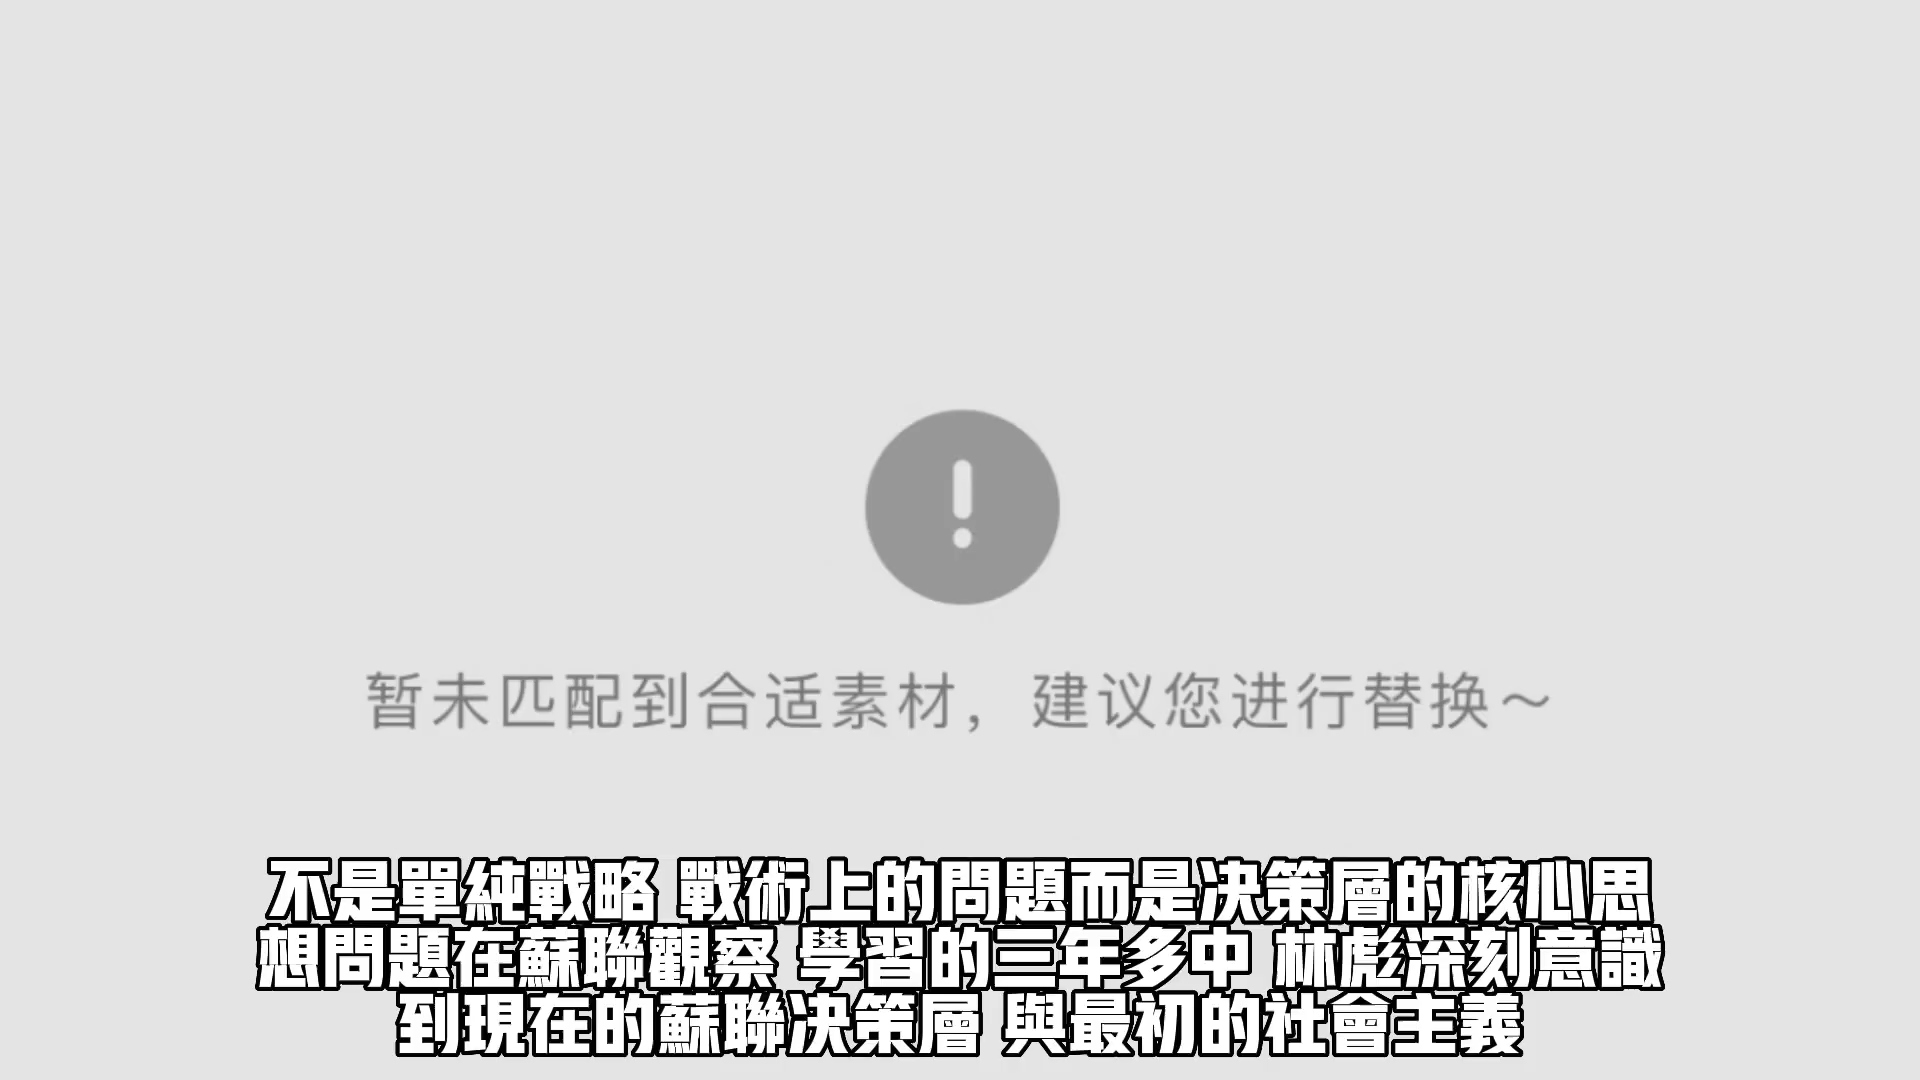 暂未匹配到合适素材，建议您进行替换～
不是單純戰略 戰術上的問題而是决策層的核心思
想問題在蘇聯觀察 學習的三年多中 林彪深刻意識
到現在的蘇聯决策層 與最初的社會主義